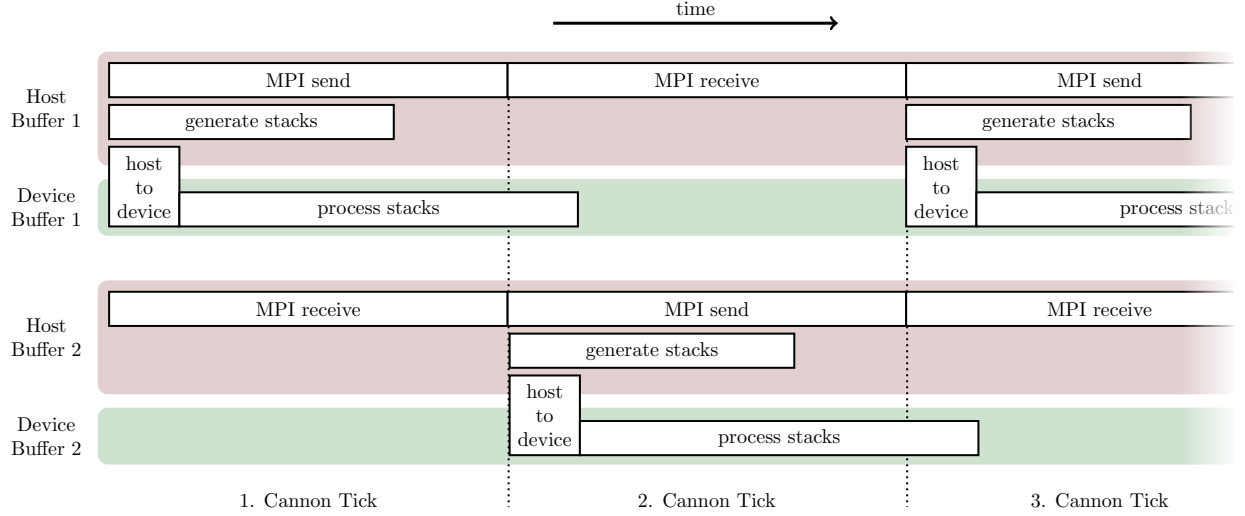 time
Host
Buffer 1
MPI send
MPI receive
MPI send
generate stacks
generate stacks
host
to
device
host
to
device
Device
Buffer 1
process stacks
process stack
Host
Buffer 2
MPI receive
MPI send
MPI receive
generate stacks
host
to
device
Device
Buffer 2
process stacks
1. Cannon Tick
2. Cannon Tick
3. Cannon Tick